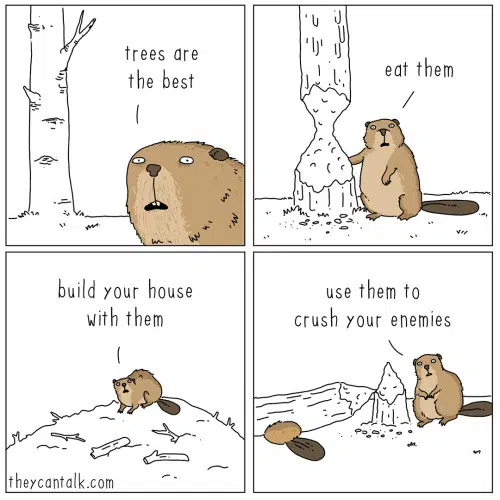 trees are
the best
eat them
build your house
with them
use them to
crush your enemies
theycantalk.com